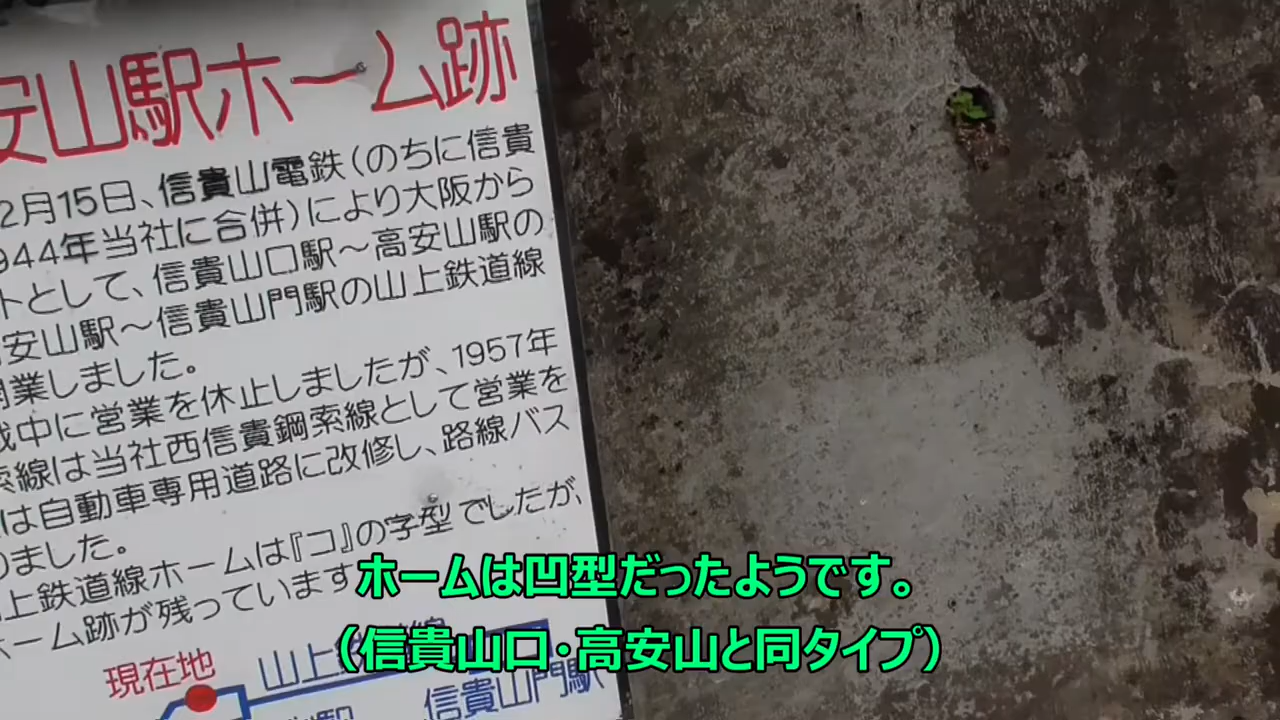 安山駅ホーム跡
2月15日、信貴山電鉄(のちに信貴
944年当社に合併)により大阪から
トとして、信貴山口駅～高安山駅の
安山駅～信貴山門駅の山上鉄道線
開業しました。
戦中に営業を休止しましたが、1957年
索線は当社西信貴鋼索線として営業を
は自動車専用道路に改修し、路線バス
りました。
上鉄道線ホームは『コ』の字型でしたが、
ホーム跡が残っています
ホームは凹型だったようです。
(信貴山口・高安山と同タイプ)
現在地
山上鉄
線
信貴山門駅